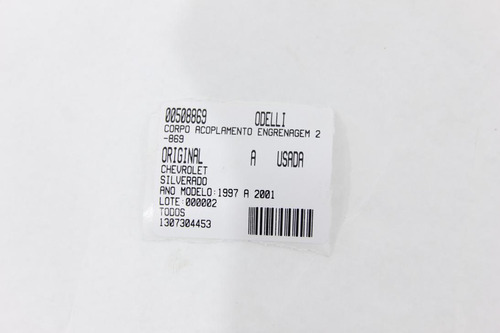 00508869 ODELLI
CORPO ACOPLAMENTO ENGRENAGEM 2
-869
ORIGINAL A USADA
CHEVROLET
SILVERADO
ANO MODELO:1997 A 2001
LOTE:000002
TODOS
1307304453